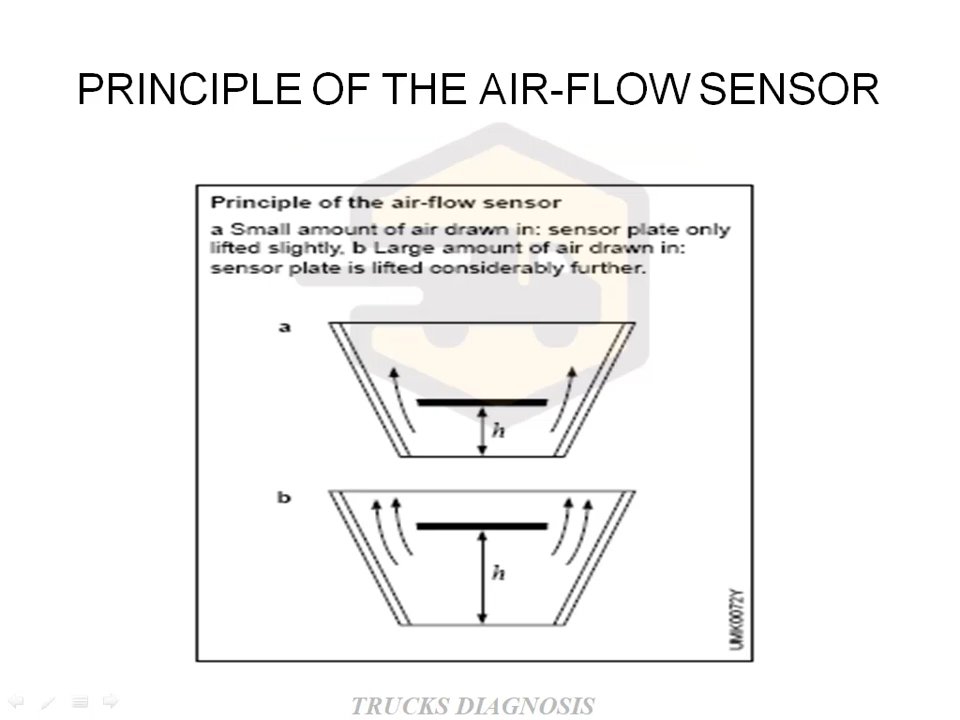 PRINCIPLE OF THE AIR-FLOW SENSOR
Principle of the air-flow sensor
a Small amount of air drawn in: sensor plate only
lifted slightly. b Large amount of air drawn in:
sensor plate is lifted considerably further.
a
h
b
h
UMK0072Y
TRUCKS DIAGNOSIS